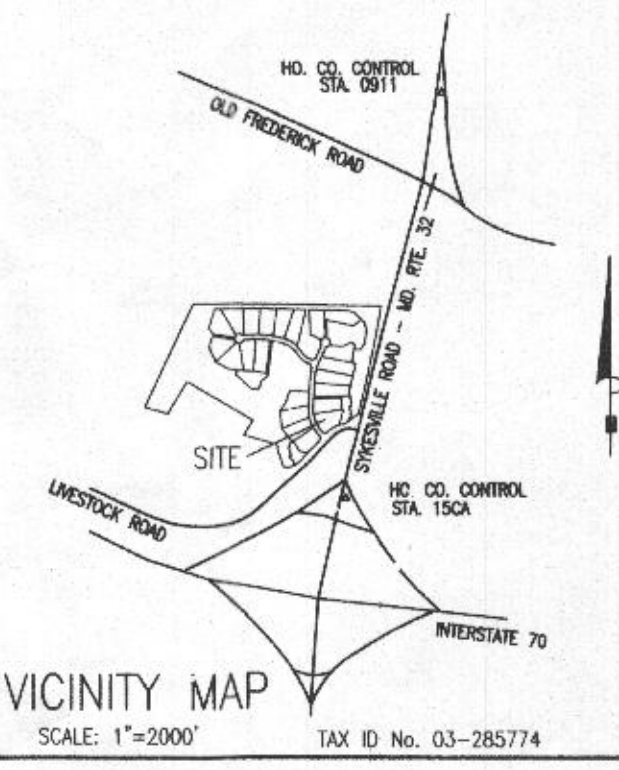 HO. CO. CONTROL
STA. 0911
OLD FREDERICK ROAD
SYKESVILLE ROAD - MD. RTE. 32
SITE
LIVESTOCK ROAD
HC CO. CONTROL
STA. 15CA
INTERSTATE 70
VICINITY MAP
SCALE: 1"=2000'
TAX ID No. 03-285774